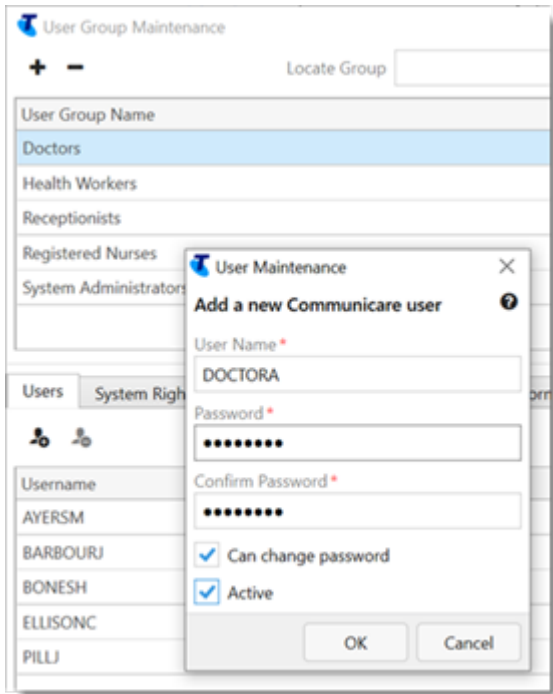 User Group Maintenance
Locate Group
User Group Name
Doctors
Health Workers
Receptionists
Registered Nurses
System Administrators
User Maintenance
Add a new Communicare user
User Name *
DOCTORA
Password *
••••••••
Confirm Password *
••••••••
Can change password
Active
OK Cancel
Users System Righ
Username
AYERSM
BARBOURJ
BONESH
ELLISONC
PILLJ